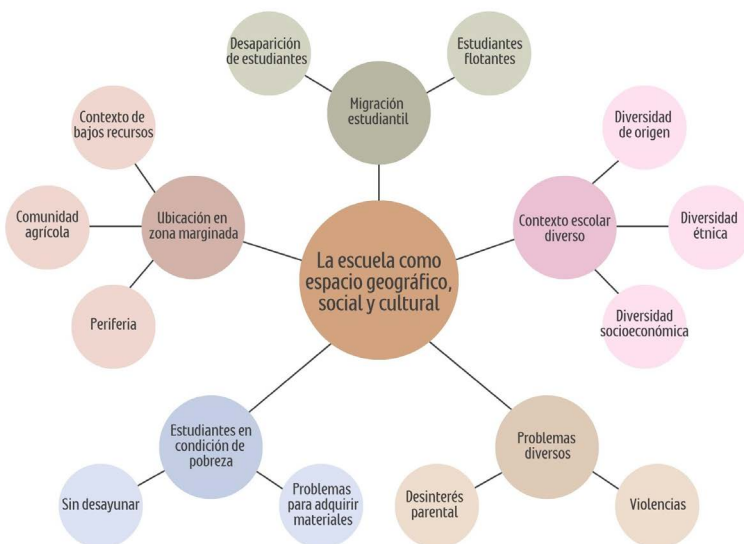 Desaparición
de estudiantes
Estudiantes
flotantes
Migración
estudiantil
Contexto de
bajos recursos
Comunidad
agrícola
Ubicación en
zona marginada
Periferia
Diversidad
de origen
Contexto escolar
diverso
Diversidad
étnica
Diversidad
socioeconómica
La escuela como
espacio geográfico,
social y cultural
Estudiantes en
condición de
pobreza
Sin desayunar
Problemas
para adquirir
materiales
Problemas
diversos
Desinterés
parental
Violencias